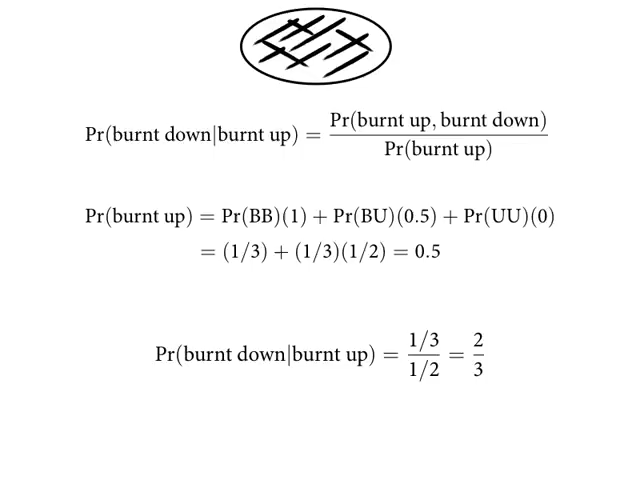 Pr(burnt down|burnt up) = Pr(burnt up, burnt down) / Pr(burnt up)
Pr(burnt up) = Pr(BB)(1) + Pr(BU)(0.5) + Pr(UU)(0)
= (1/3) + (1/3)(1/2) = 0.5
Pr(burnt down|burnt up) = 1/3 / 1/2 = 2 / 3